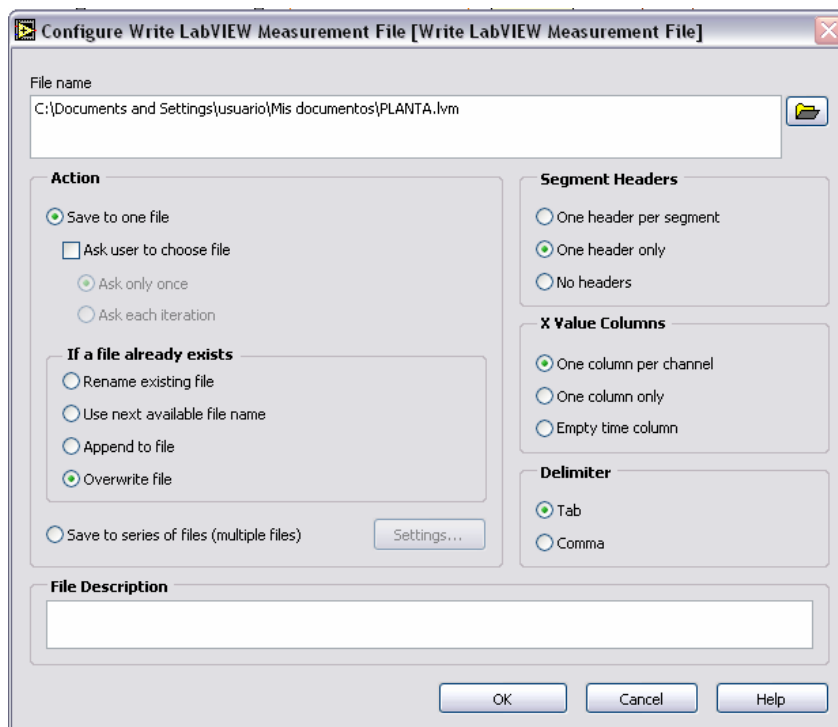 Configure Write LabVIEW Measurement File [Write LabVIEW Measurement File]
File name
C:\Documents and Settings\usuario\Mis documentos\PLANTA.lvm
Action
Save to one file
Ask user to choose file
Ask only once
Ask each iteration
If a file already exists
Rename existing file
Use next available file name
Append to file
Overwrite file
Save to series of files (multiple files)
Settings...
Segment Headers
One header per segment
One header only
No headers
X Value Columns
One column per channel
One column only
Empty time column
Delimiter
Tab
Comma
File Description
OK
Cancel
Help